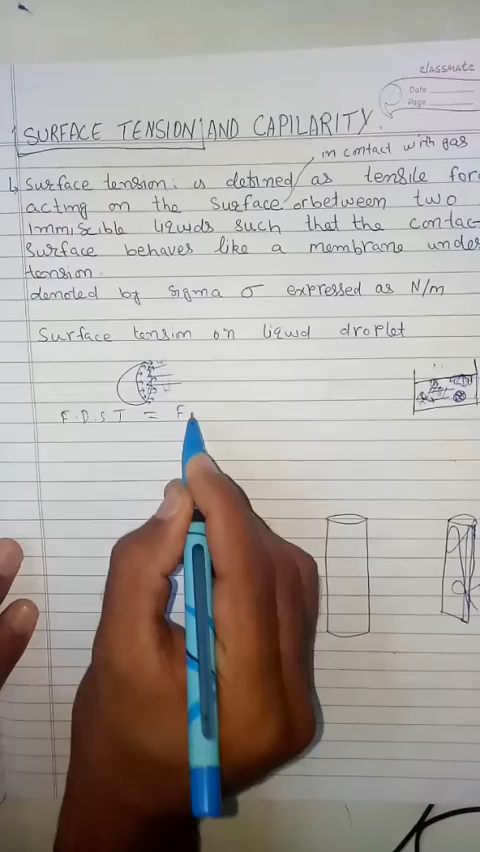 classmate
Date
Page
SURFACE TENSION AND CAPILARITY.
in contact with gas
Surface tension: is defined as tensile for
acting on the surface or between two
immiscible liquids such that the contac
surface behaves like a membrane under
tension.
denoted by sigma σ expressed as N/m
Surface tension on liquid droplet
F.D.S T = F